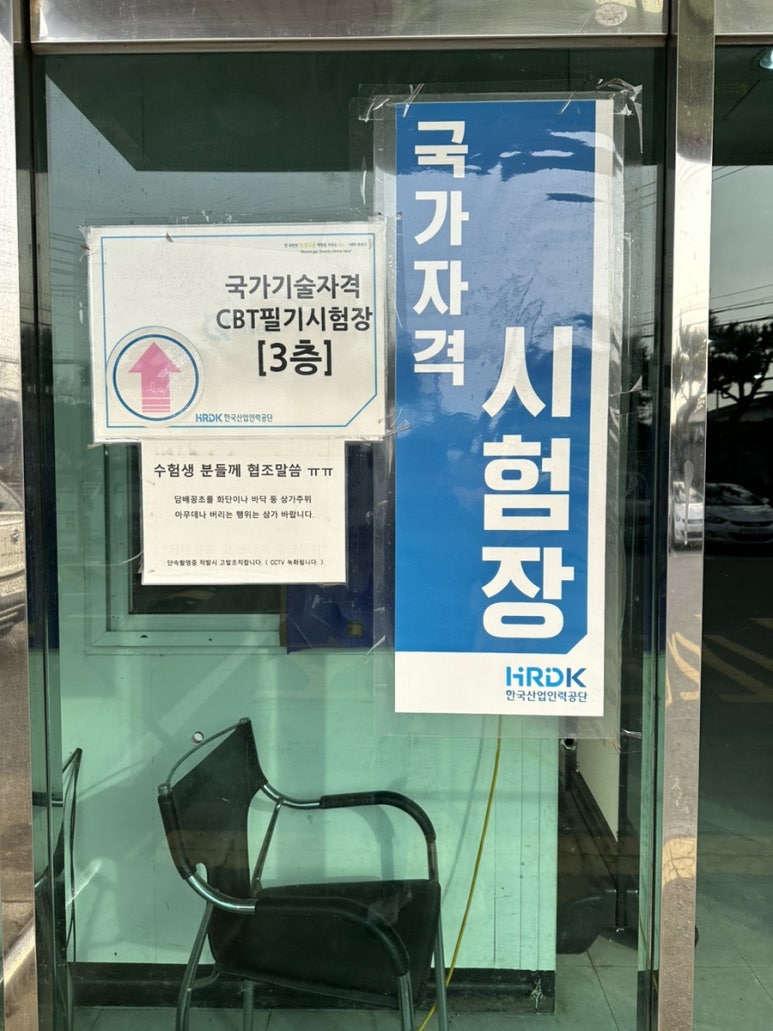 국가자격
시험장
HRDK
한국산업인력공단
국가기술자격
CBT필기시험장
[3층]
HRDK 한국산업인력공단
수험생 분들께 협조말씀 ㅠㅠ
담배꽁초를 화단이나 바닥 등 상가주위
아무데나 버리는 행위는 삼가 바랍니다.
단속촬영중 적발시 고발조치합니다. ( CCTV 녹화됩니다. )